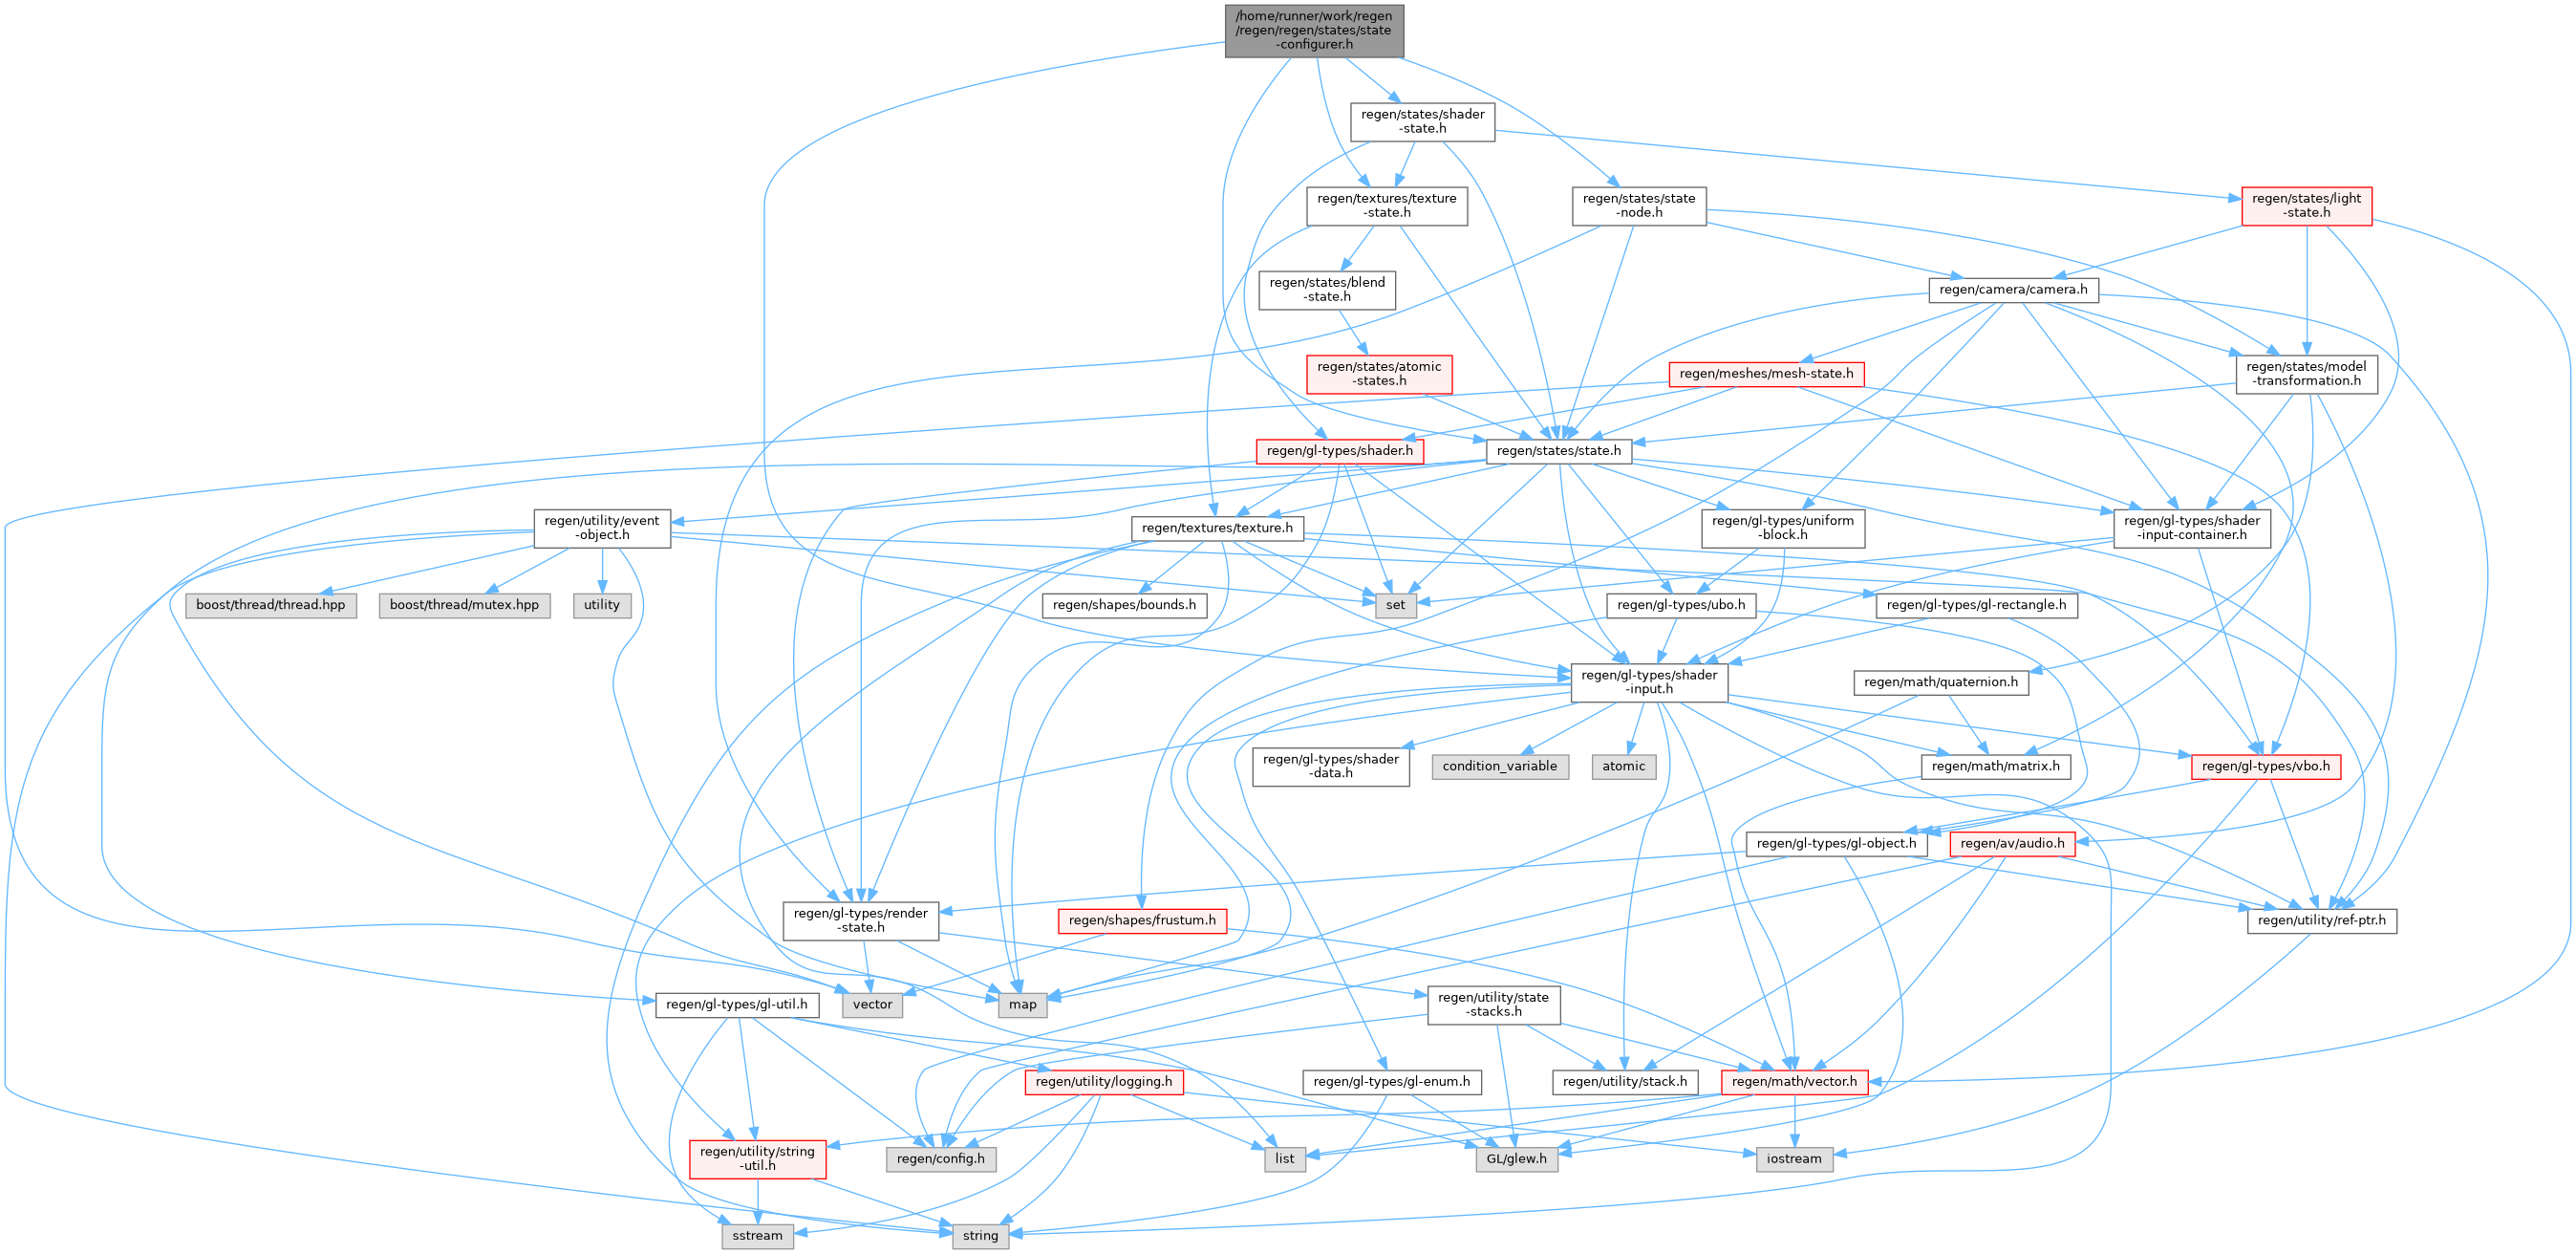 /home/runner/work/regen
/regen/regen/states/state
-configurer.h
regen/states/shader
-state.h
regen/textures/texture
-state.h
regen/states/state
-node.h
regen/states/light
-state.h
regen/states/blend
-state.h
regen/camera/camera.h
regen/states/atomic
-states.h
regen/meshes/mesh-state.h
regen/states/model
-transformation.h
regen/gl-types/shader.h
regen/states/state.h
regen/utility/event
-object.h
regen/textures/texture.h
regen/gl-types/uniform
-block.h
regen/gl-types/shader
-input-container.h
boost/thread/thread.hpp
boost/thread/mutex.hpp
utility
regen/shapes/bounds.h
set
regen/gl-types/ubo.h
regen/gl-types/gl-rectangle.h
regen/gl-types/shader
-input.h
regen/math/quaternion.h
regen/gl-types/shader
-data.h
condition_variable
atomic
regen/math/matrix.h
regen/gl-types/vbo.h
regen/gl-types/gl-object.h
regen/av/audio.h
regen/gl-types/render
-state.h
regen/shapes/frustum.h
regen/utility/ref-ptr.h
regen/gl-types/gl-util.h
vector
map
regen/utility/state
-stacks.h
regen/utility/logging.h
regen/gl-types/gl-enum.h
regen/utility/stack.h
regen/math/vector.h
regen/utility/string
-util.h
regen/config.h
list
GL/glew.h
iostream
sstream
string